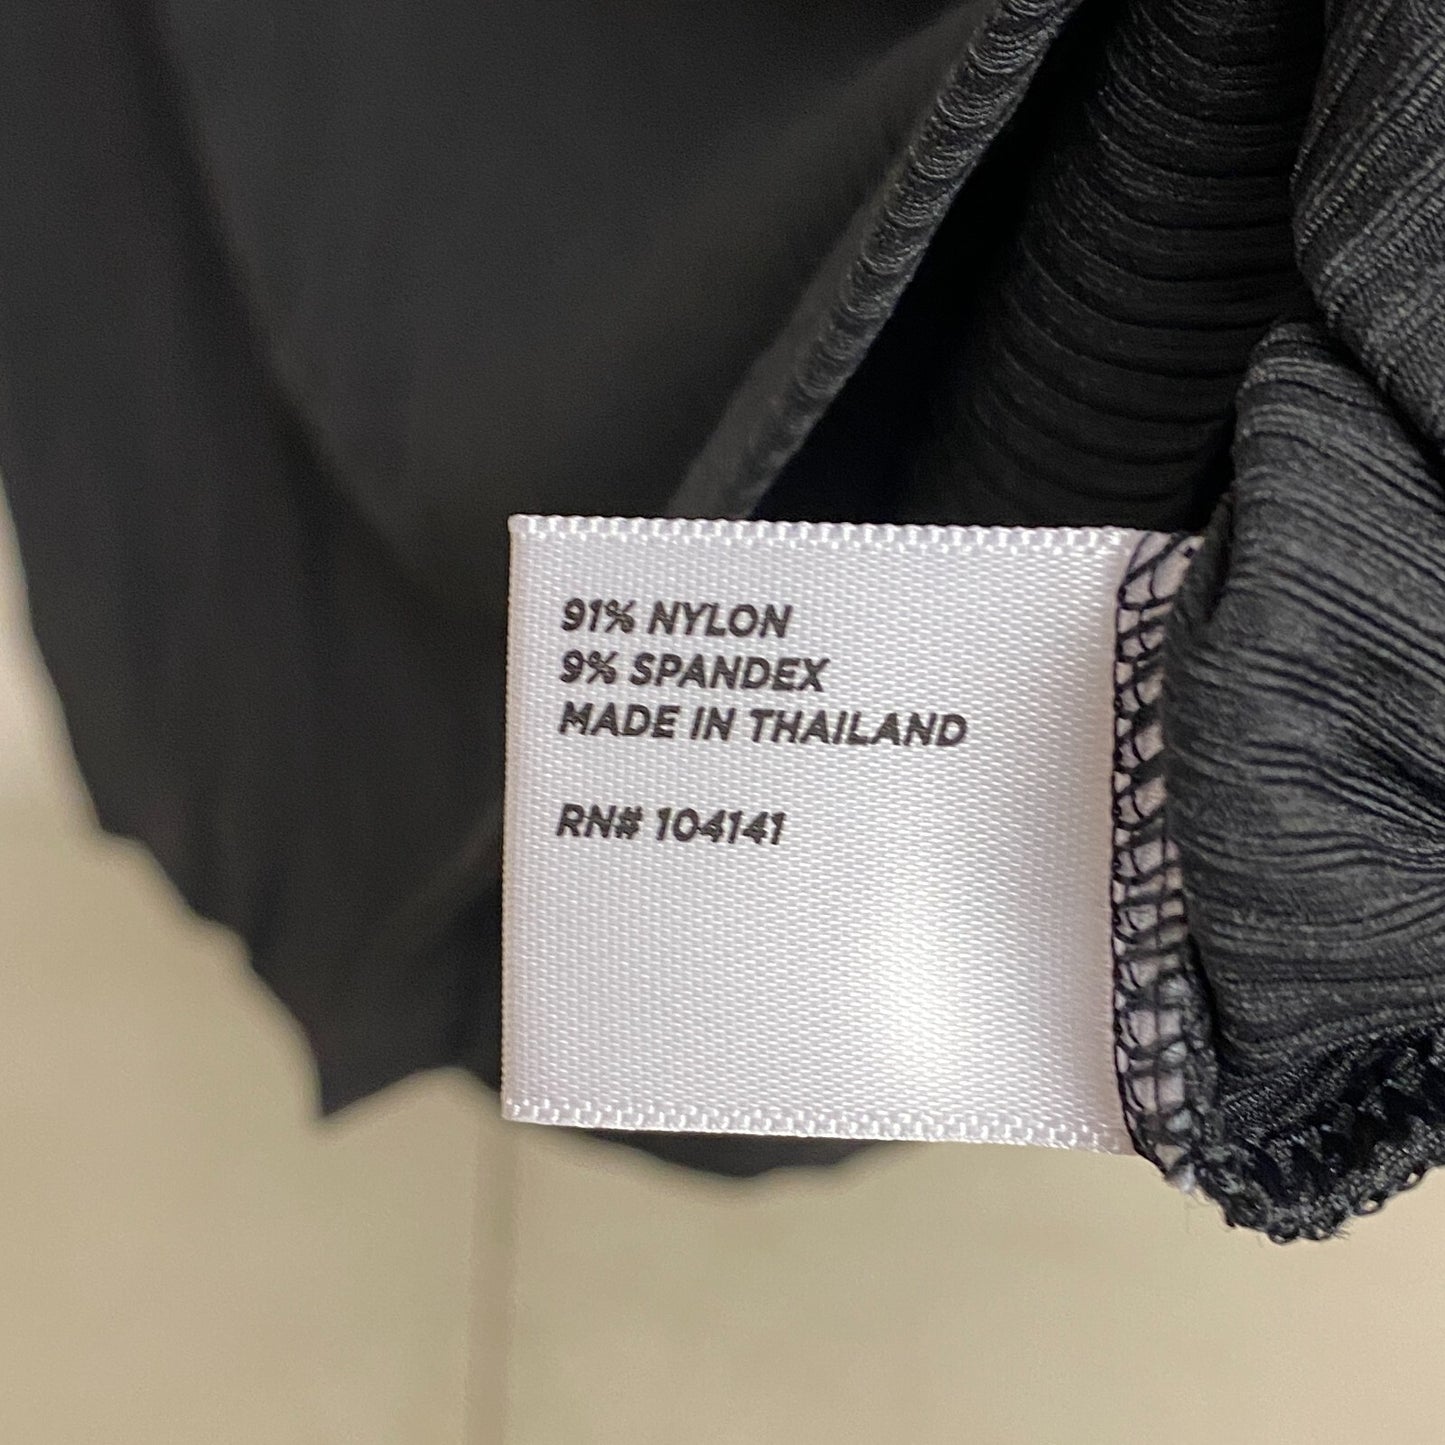 91% NYLON
9% SPANDEX
MADE IN THAILAND
RN# 104141